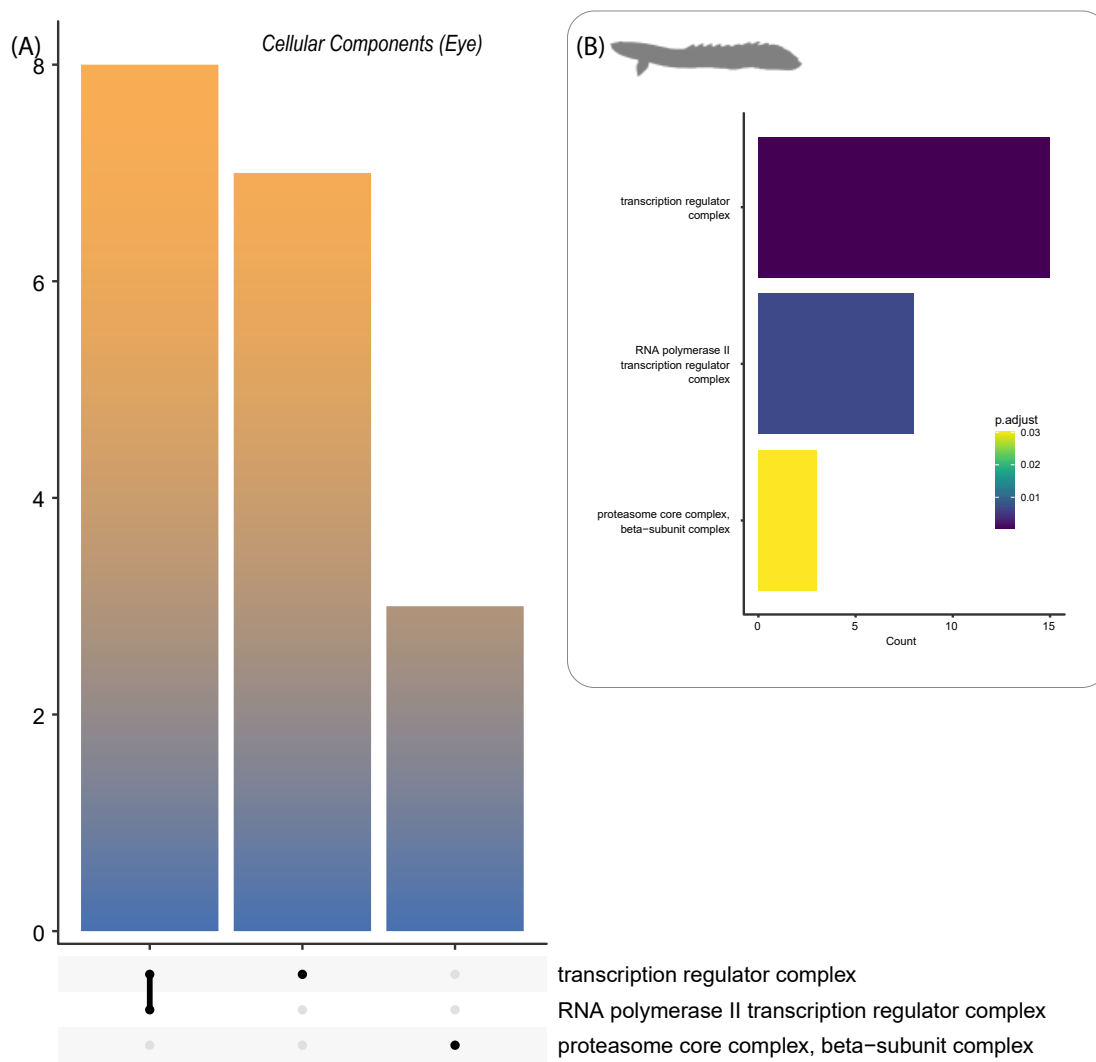 (A)
Cellular Components (Eye)
8
6
4
2
0
transcription regulator complex
RNA polymerase II transcription regulator complex
proteasome core complex, beta−subunit complex
(B)
transcription regulator
complex
RNA polymerase II
transcription regulator
complex
proteasome core complex,
beta−subunit complex
p.adjust
0.03
0.02
0.01
0
5
10
15
Count